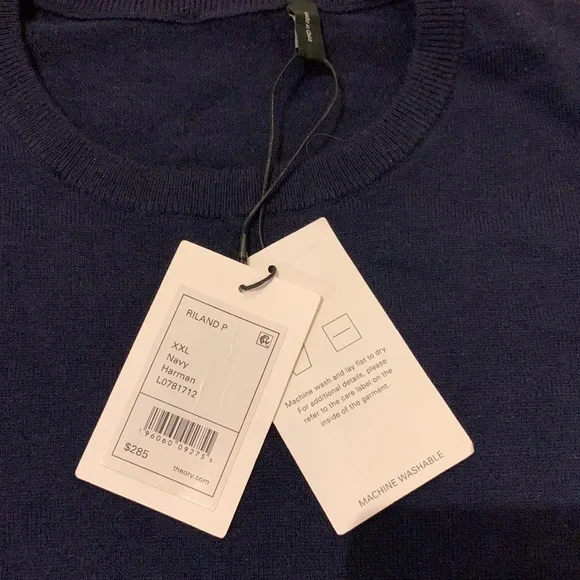 RILAND P
XXL
Navy
Harman
L0781712
$285
theory.com
Machine wash and lay flat to dry.
For additional details, please
refer to the care label on the
inside of the garment.
MACHINE WASHABLE